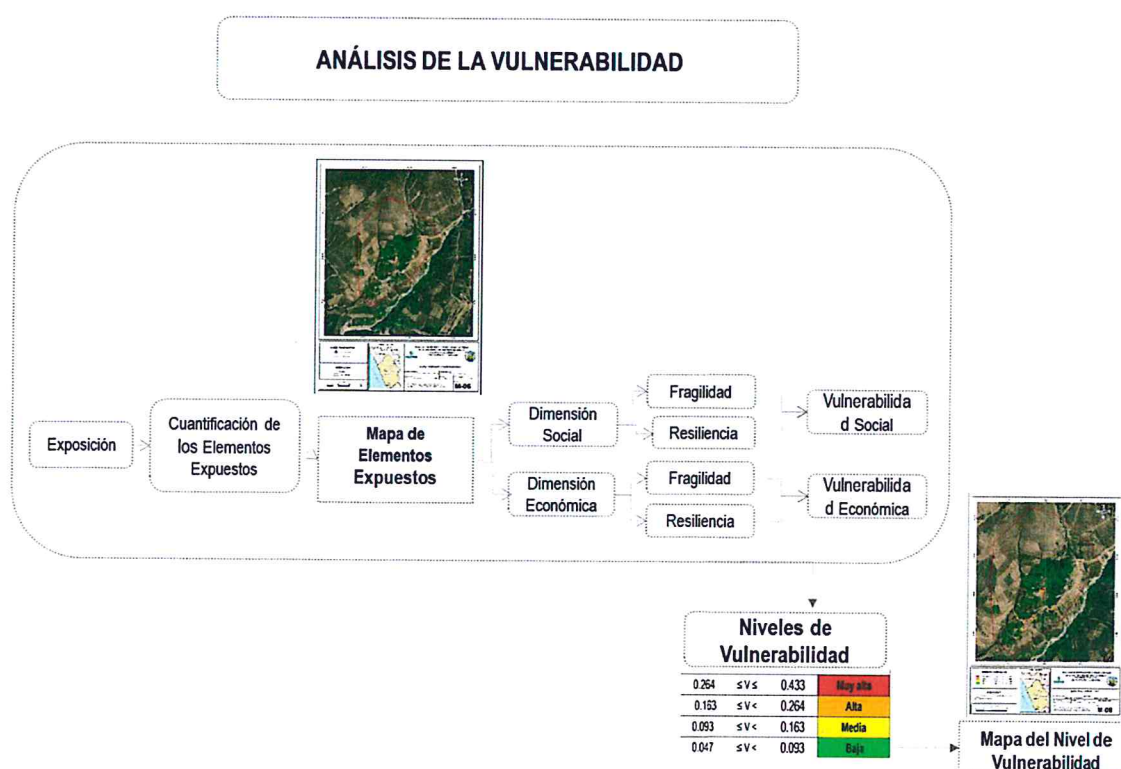 ANÁLISIS DE LA VULNERABILIDAD
M-06
Exposición
Cuantificación de
los Elementos
Expuestos
Mapa de
Elementos
Expuestos
Dimensión
Social
Dimensión
Económica
Fragilidad
Resiliencia
Fragilidad
Resiliencia
Vulnerabilida
d Social
Vulnerabilida
d Económica
Niveles de
Vulnerabilidad
0.264 ≤V≤ 0.433 Muy alta
0.163 ≤V< 0.264 Alta
0.093 ≤V< 0.163 Media
0.047 ≤V< 0.093 Baja
Mapa del Nivel de
Vulnerabilidad